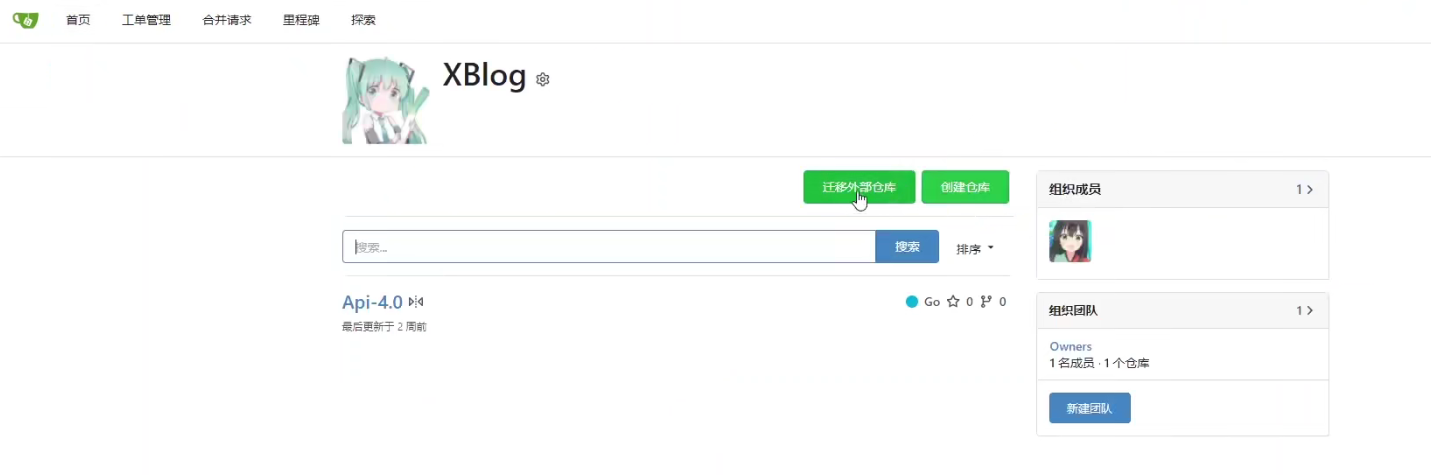 首页 工单管理 合并请求 里程碑 探索
XBlog
迁移外部仓库 创建仓库
搜索... 搜索 排序
Api-4.0 Go 0 0
最后更新于 2 周前
组织成员 1
组织团队 1
Owners
1 名成员 · 1 个仓库
新建团队